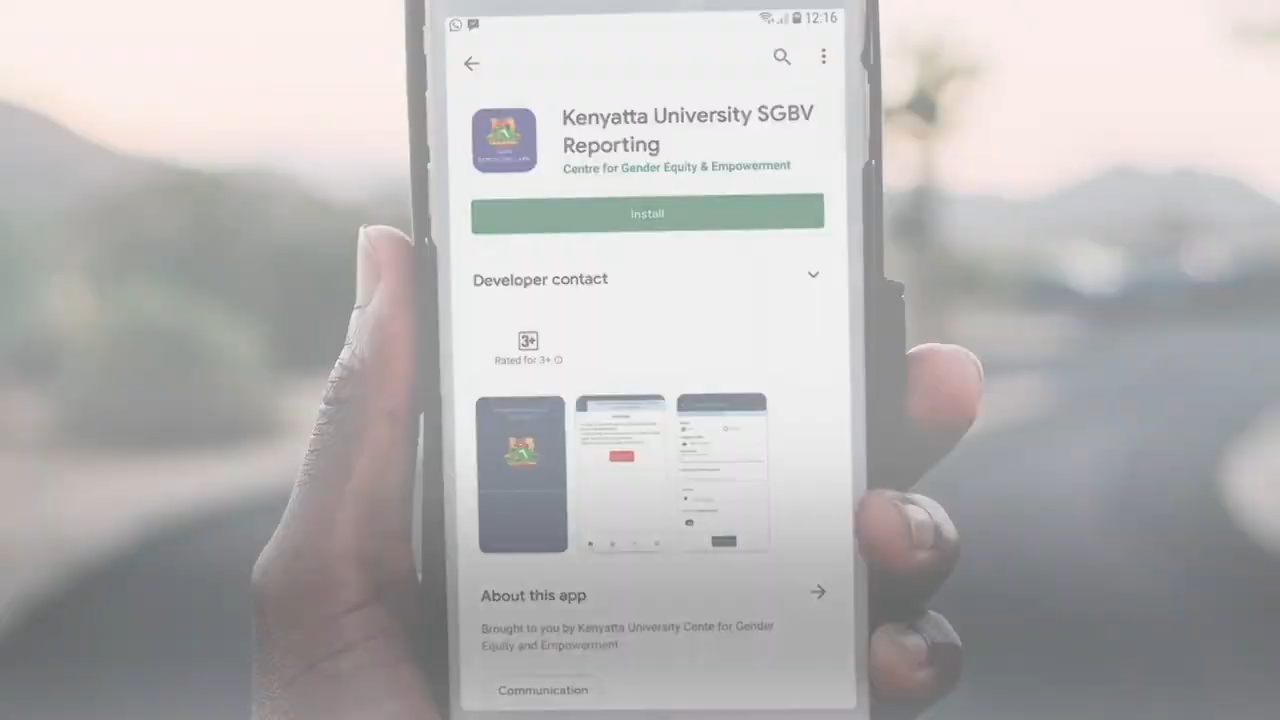 12:16
Kenyatta University SGBV
Reporting
Centre for Gender Equity & Empowerment
Install
Developer contact
3+
Rated for 3+
About this app
Brought to you by Kenyatta University Cente for Gender
Equity and Empowerment
Communication